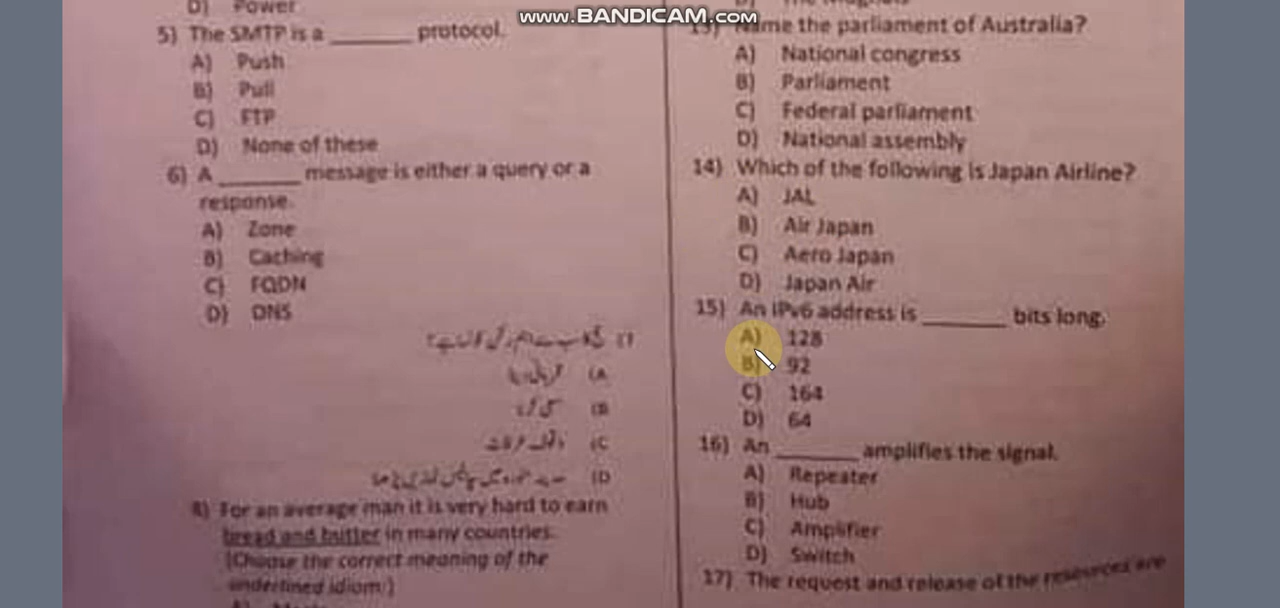 www.BANDICAM.com
D) Power
5) The SMTP is a _______ protocol.
A) Push
B) Pull
C) FTP
D) None of these
6) A _______ message is either a query or a
response.
A) Zone
B) Caching
C) FQDN
D) DNS
(A
(B
(C
(D
8) For an average man it is very hard to earn
bread and butter in many countries.
(Choose the correct meaning of the
underlined idiom:)
13) Name the parliament of Australia?
A) National congress
B) Parliament
C) Federal parliament
D) National assembly
14) Which of the following is Japan Airline?
A) JAL
B) Air Japan
C) Aero Japan
D) Japan Air
15) An IPv6 address is _______ bits long.
A) 128
B) 92
C) 164
D) 64
16) An _______ amplifies the signal.
A) Repeater
B) Hub
C) Amplifier
D) Switch
17) The request and release of the resources are